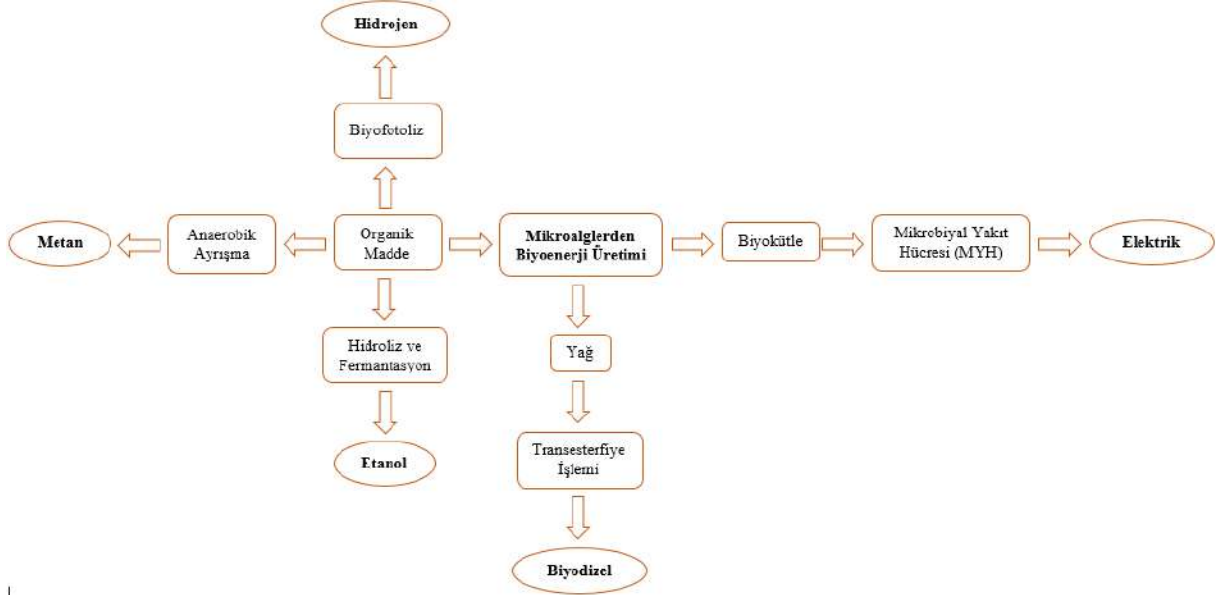 Hidrojen
Biyofotoliz
Metan
Anaerobik
Ayrışma
Organik
Madde
Mikroalglerden
Biyoenerji Üretimi
Biyokütle
Mikrobiyal Yakıt
Hücresi (MYH)
Elektrik
Hidroliz ve
Fermantasyon
Yağ
Etanol
Transesterfiye
İşlemi
Biyodizel